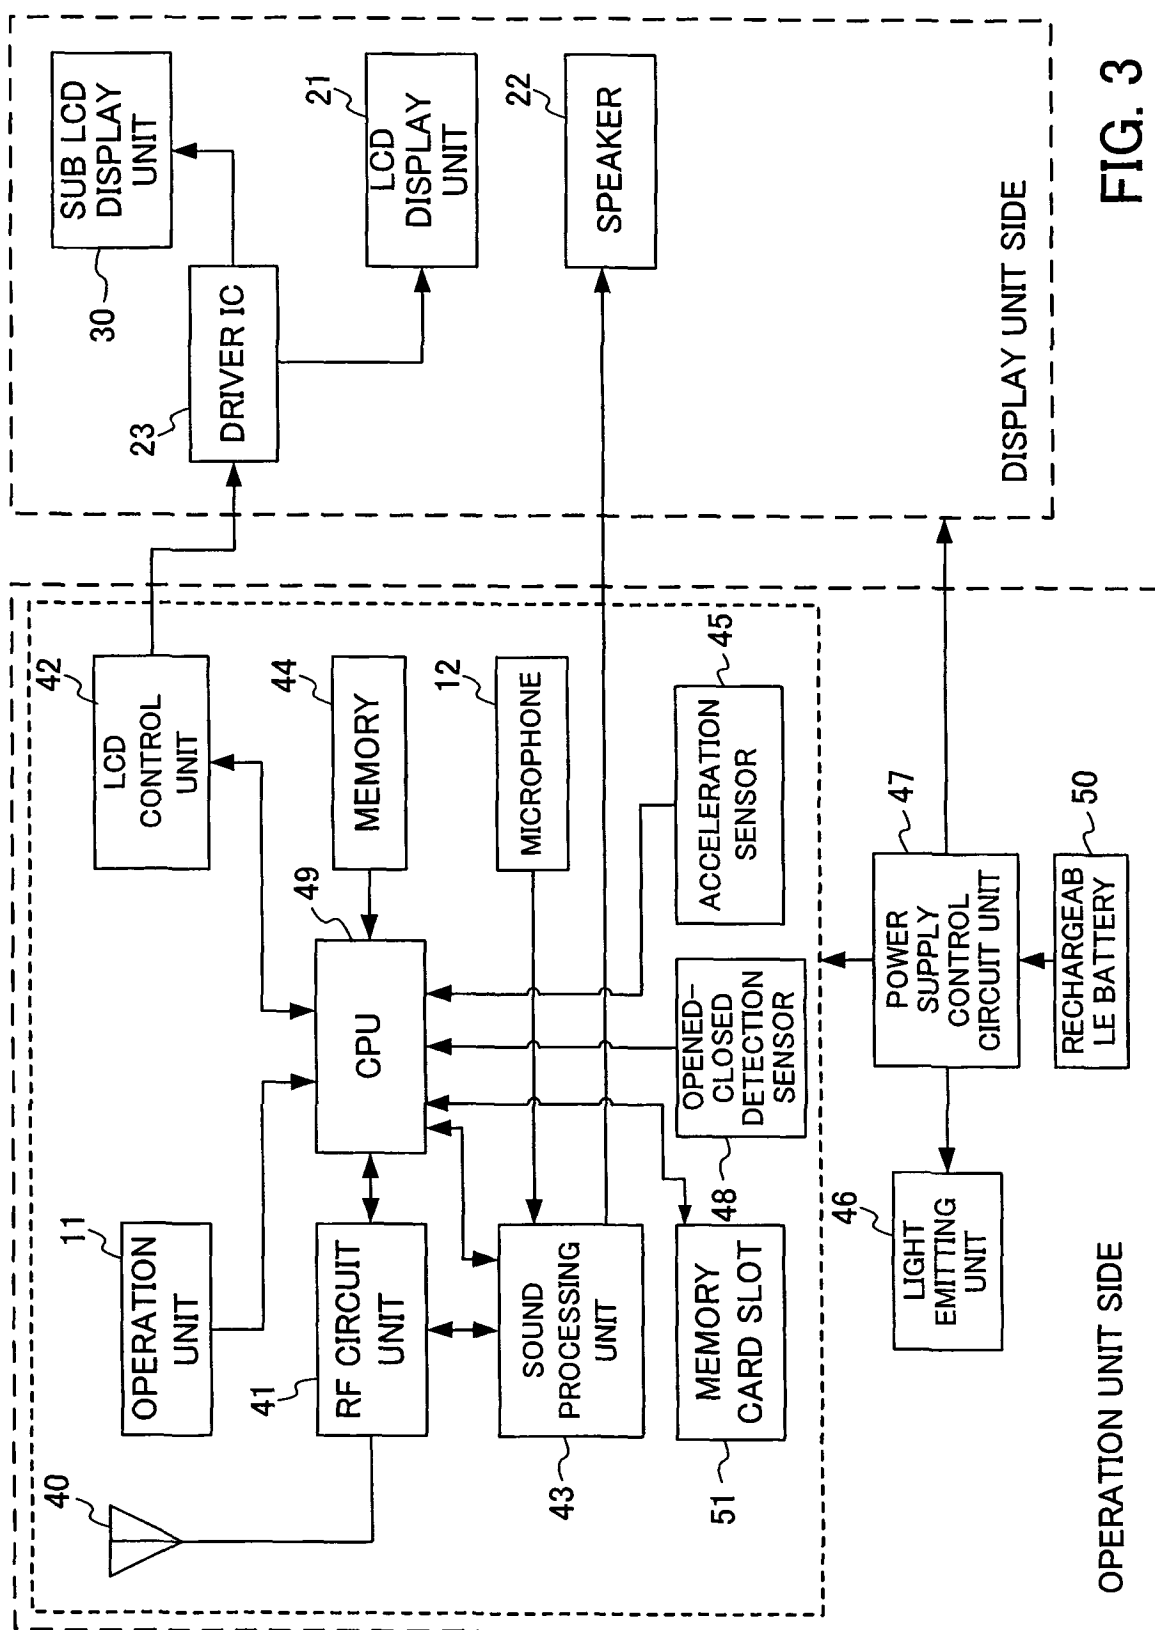 FIG. 3
40
11
OPERATION
UNIT
42
LCD
CONTROL
UNIT
23
DRIVER IC
30
SUB LCD
DISPLAY
UNIT
41
RF CIRCUIT
UNIT
49
CPU
44
MEMORY
21
LCD
DISPLAY
UNIT
43
SOUND
PROCESSING
UNIT
12
MICROPHONE
22
SPEAKER
51
MEMORY
CARD SLOT
48
OPENED-
CLOSED
DETECTION
SENSOR
45
ACCELERATION
SENSOR
46
LIGHT
EMITTING
UNIT
47
POWER
SUPPLY
CONTROL
CIRCUIT UNIT
50
RECHARGEAB
LE BATTERY
OPERATION UNIT SIDE
DISPLAY UNIT SIDE